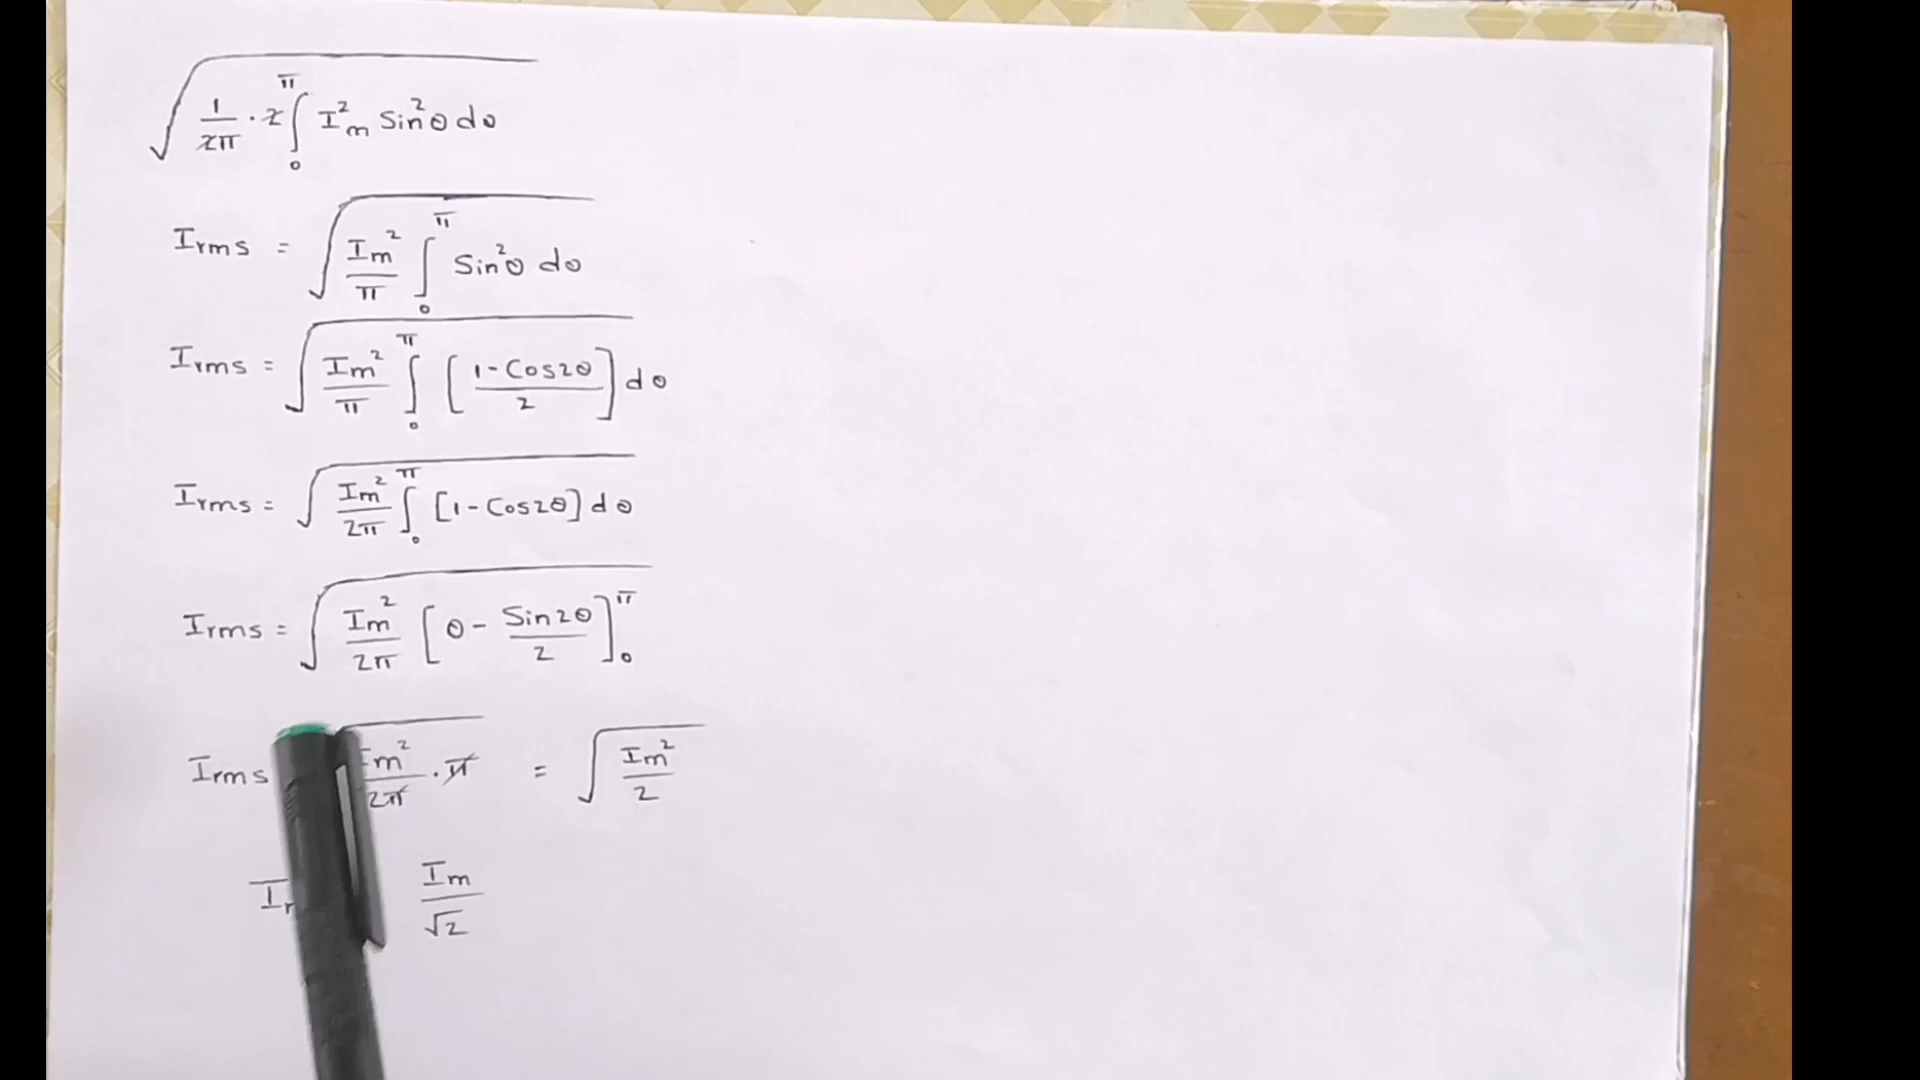 √(1/2π · 2 ∫₀^π I²m Sin²θ dθ)
Irms = √(Im²/π ∫₀^π Sin²θ dθ)
Irms = √(Im²/π ∫₀^π [(1-Cos2θ)/2] dθ)
Irms = √(Im²/2π ∫₀^π [1-Cos2θ] dθ)
Irms = √(Im²/2π [θ - Sin2θ/2]₀^π)
Irms √(Im²/2π · π) = √(Im²/2)
Im/√2